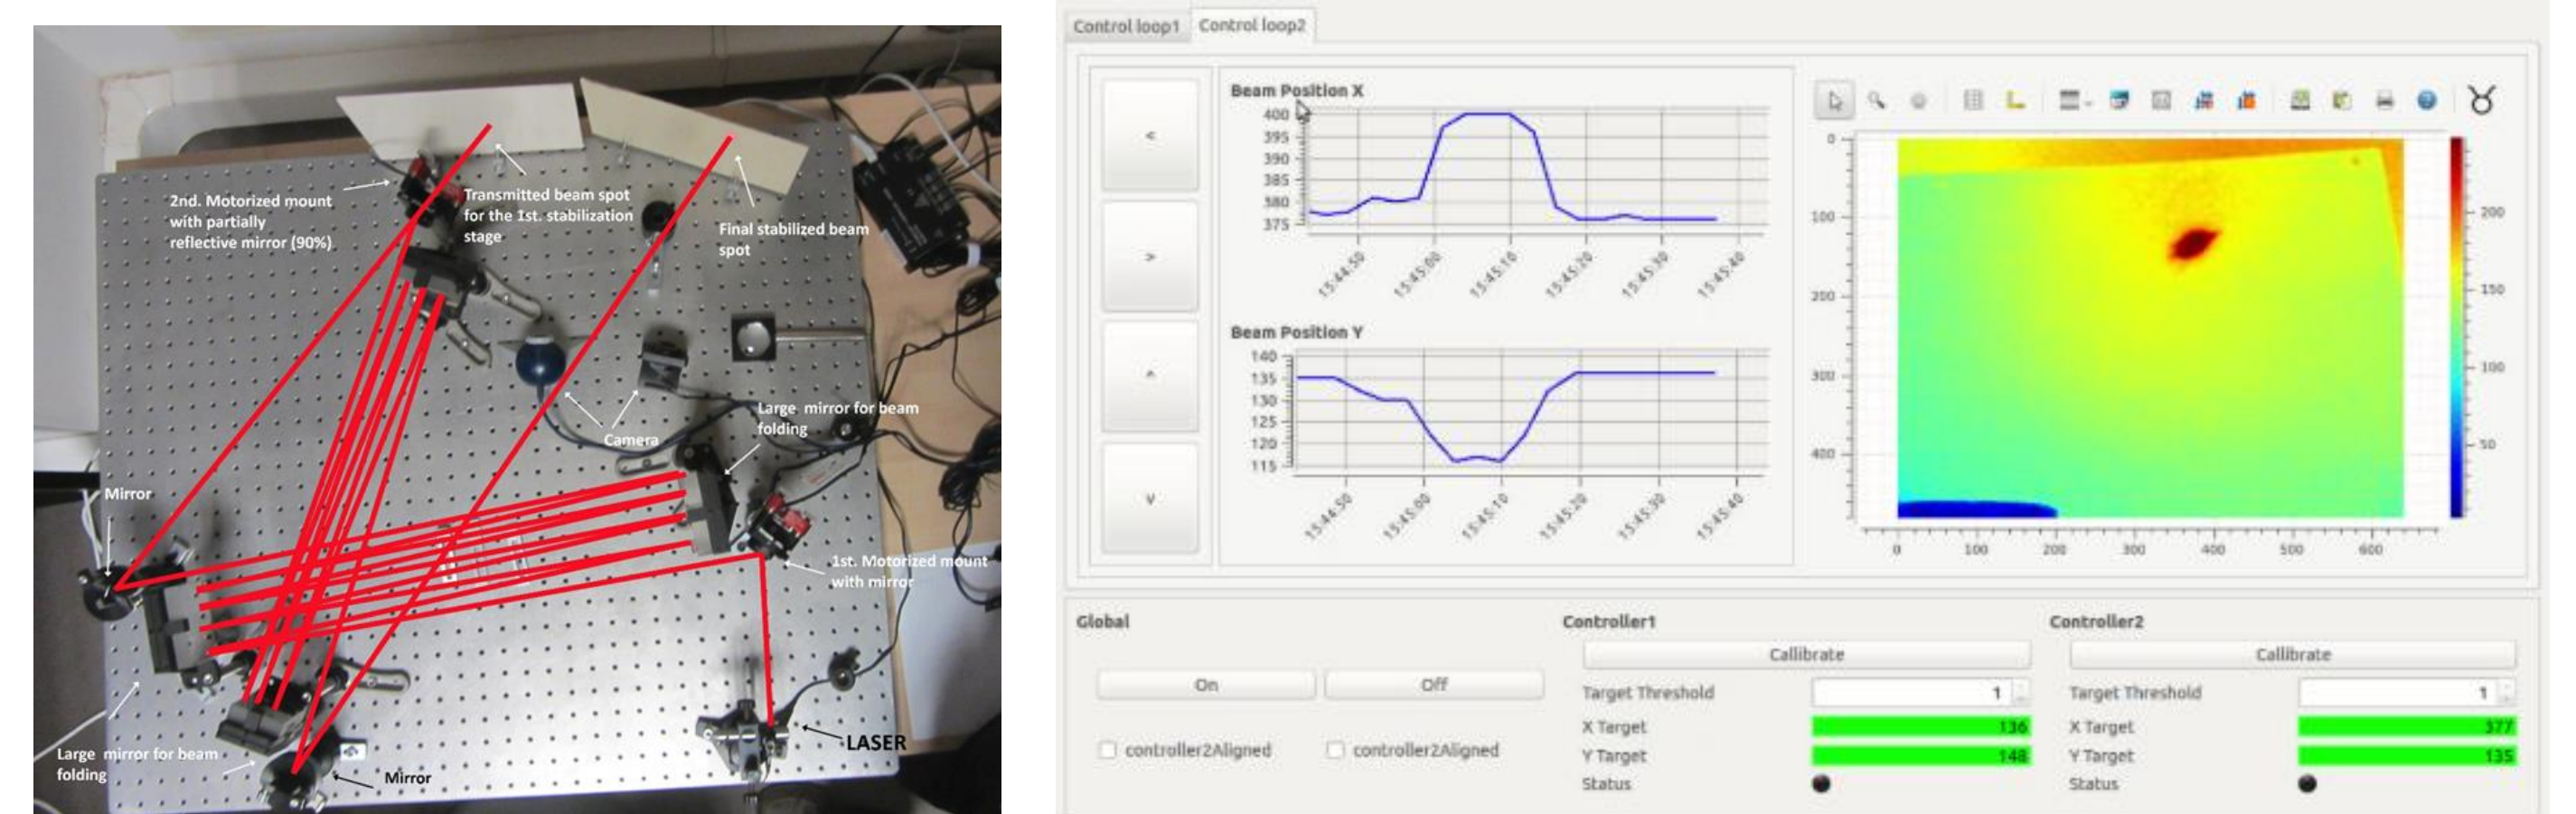 2nd. Motorized mount
with partially
reflective mirror (90%)
Transmitted beam spot
for the 1st. stabilization
stage
Final stabilized beam
spot
Camera
Large mirror for beam
folding
Mirror
1st. Motorized mount
with mirror
LASER
Large mirror for beam
folding
Mirror
Control loop1
Control loop2
<
>
^
v
Beam Position X
400
395
390
385
380
375
15:44:50
15:45:00
15:45:10
15:45:20
15:45:30
15:45:40
Beam Position Y
140
135
130
125
120
115
15:44:50
15:45:00
15:45:10
15:45:20
15:45:30
15:45:40
0
100
200
300
400
0
100
200
300
400
500
600
200
150
100
50
Global
On
Off
controller2Aligned
controller2Aligned
Controller1
Callibrate
Target Threshold 1
X Target 136
Y Target 148
Status
Controller2
Callibrate
Target Threshold 1
X Target 377
Y Target 135
Status